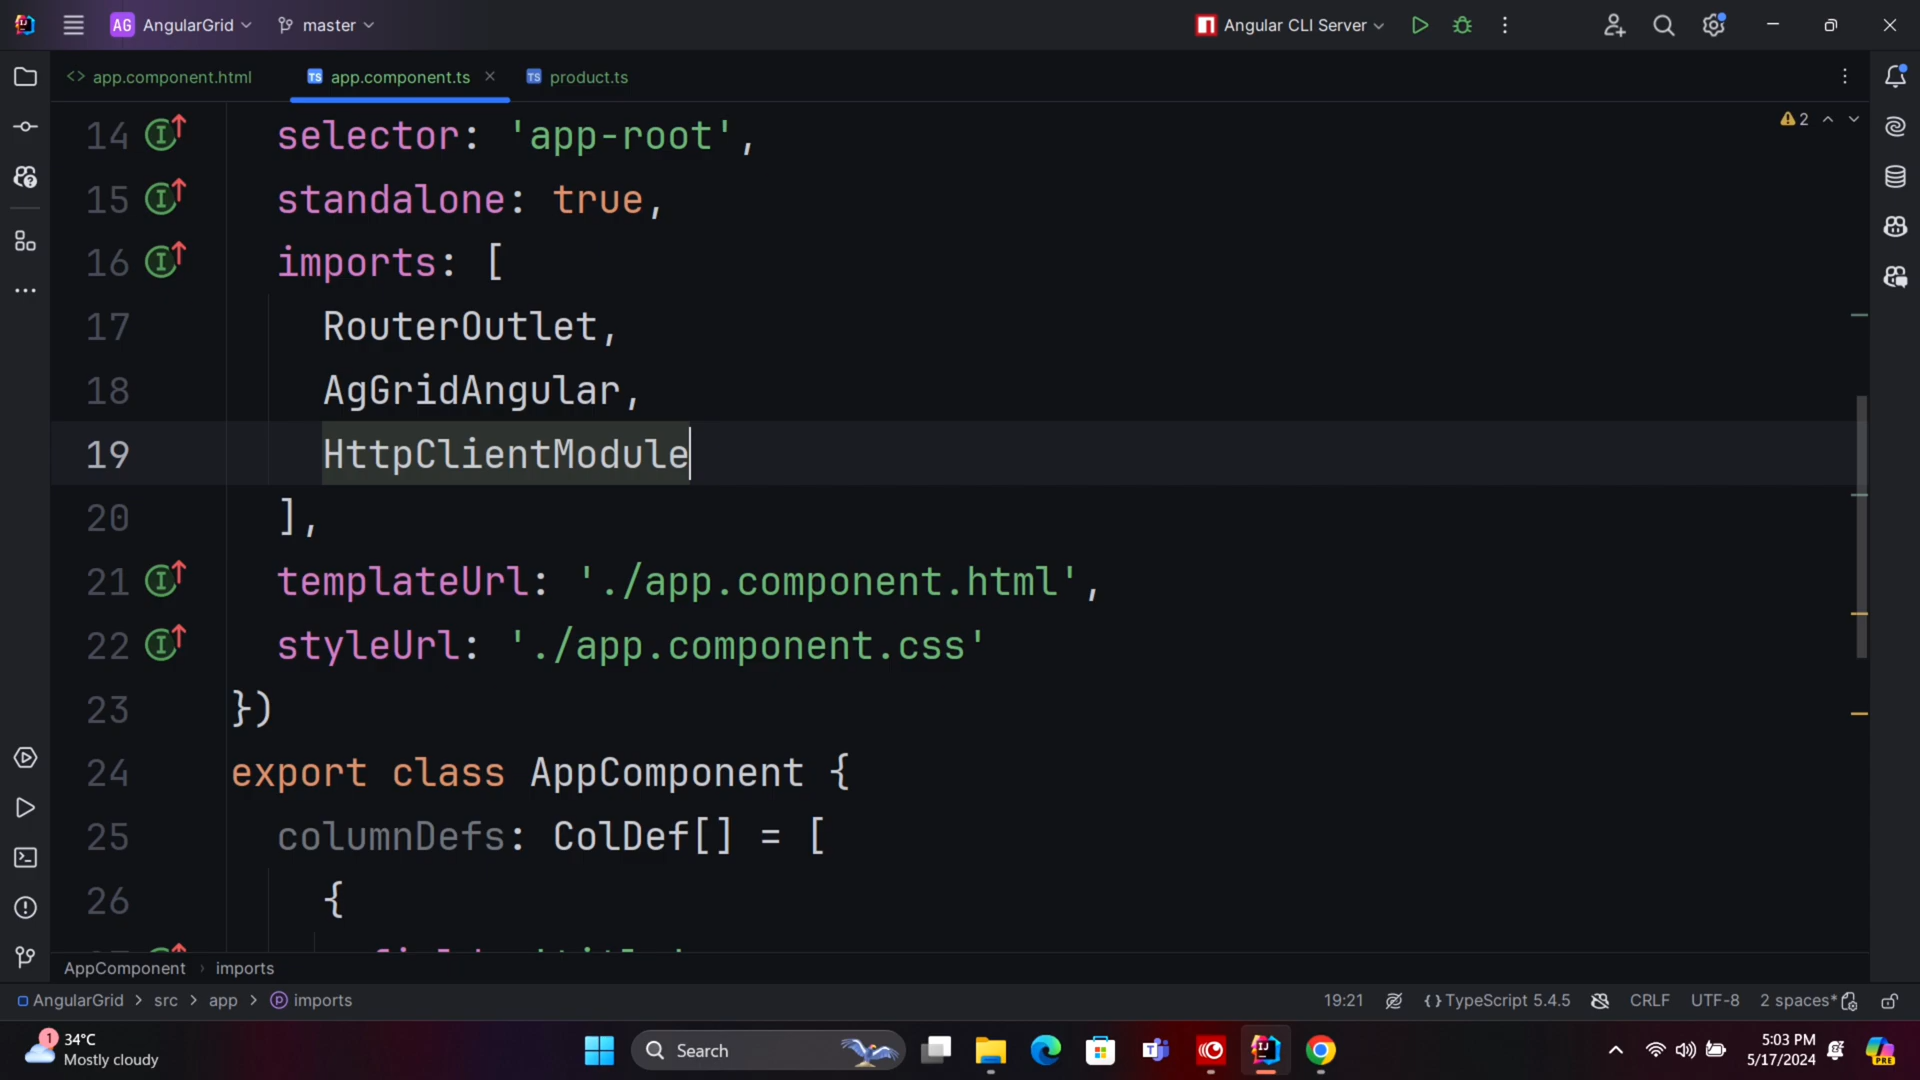 AG AngularGrid master Angular CLI Server
app.component.html app.component.ts product.ts
2
14 selector: 'app-root',
15 standalone: true,
16 imports: [
17 RouterOutlet,
18 AgGridAngular,
19 HttpClientModule
20 ],
21 templateUrl: './app.component.html',
22 styleUrl: './app.component.css'
23 })
24 export class AppComponent {
25 columnDefs: ColDef[] = [
26 {
AppComponent › imports
AngularGrid > src > app > imports 19:21 {} TypeScript 5.4.5 CRLF UTF-8 2 spaces*
1 34°C
Mostly cloudy
Search
5:03 PM
5/17/2024
PRE